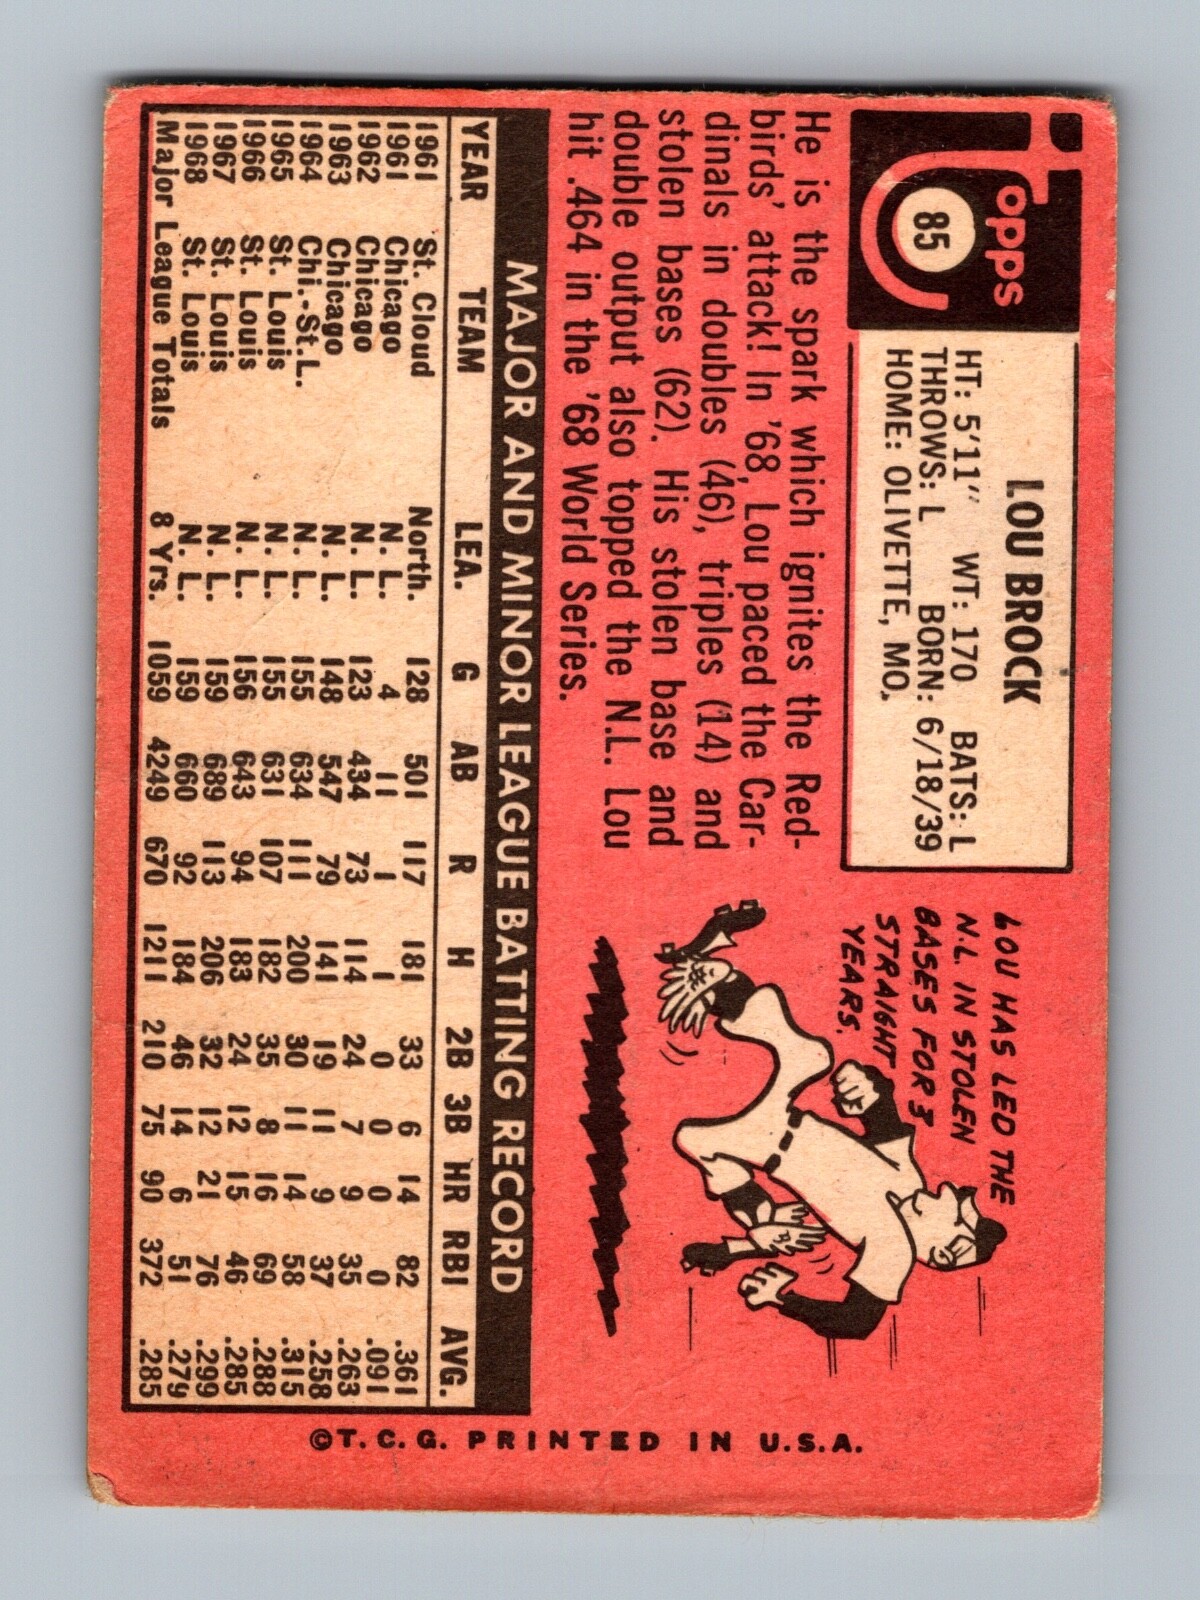 Topps
85
LOU BROCK
HT: 5'11" WT: 170 BATS: L
THROWS: L BORN: 6/18/39
HOME: OLIVETTE, MO.
LOU HAS LED THE
N.L. IN STOLEN
BASES FOR 3
STRAIGHT
YEARS.
He is the spark which ignites the Red-
birds' attack! In '68, Lou paced the Car-
dinals in doubles (46), triples (14) and
stolen bases (62). His stolen base and
double output also topped the N.L. Lou
hit .464 in the '68 World Series.
MAJOR AND MINOR LEAGUE BATTING RECORD
YEAR TEAM LEA. G AB R H 2B 3B HR RBI AVG.
1961 St. Cloud North. 128 501 117 181 33 6 14 82 .361
1961 Chicago N. L. 4 11 1 1 0 0 0 0 .091
1962 Chicago N. L. 123 434 73 114 24 7 9 35 .263
1963 Chicago N. L. 148 547 79 141 19 11 9 37 .258
1964 Chi.-St.L. N. L. 155 634 111 200 30 11 14 58 .315
1965 St. Louis N. L. 155 631 107 182 35 8 16 69 .288
1966 St. Louis N. L. 156 643 94 183 24 12 15 46 .285
1967 St. Louis N. L. 159 689 113 206 32 12 21 76 .299
1968 St. Louis N. L. 159 660 92 184 46 14 6 51 .279
Major League Totals 8 Yrs. 1059 4249 670 1211 210 75 90 372 .285
©T. C. G. PRINTED IN U.S.A.